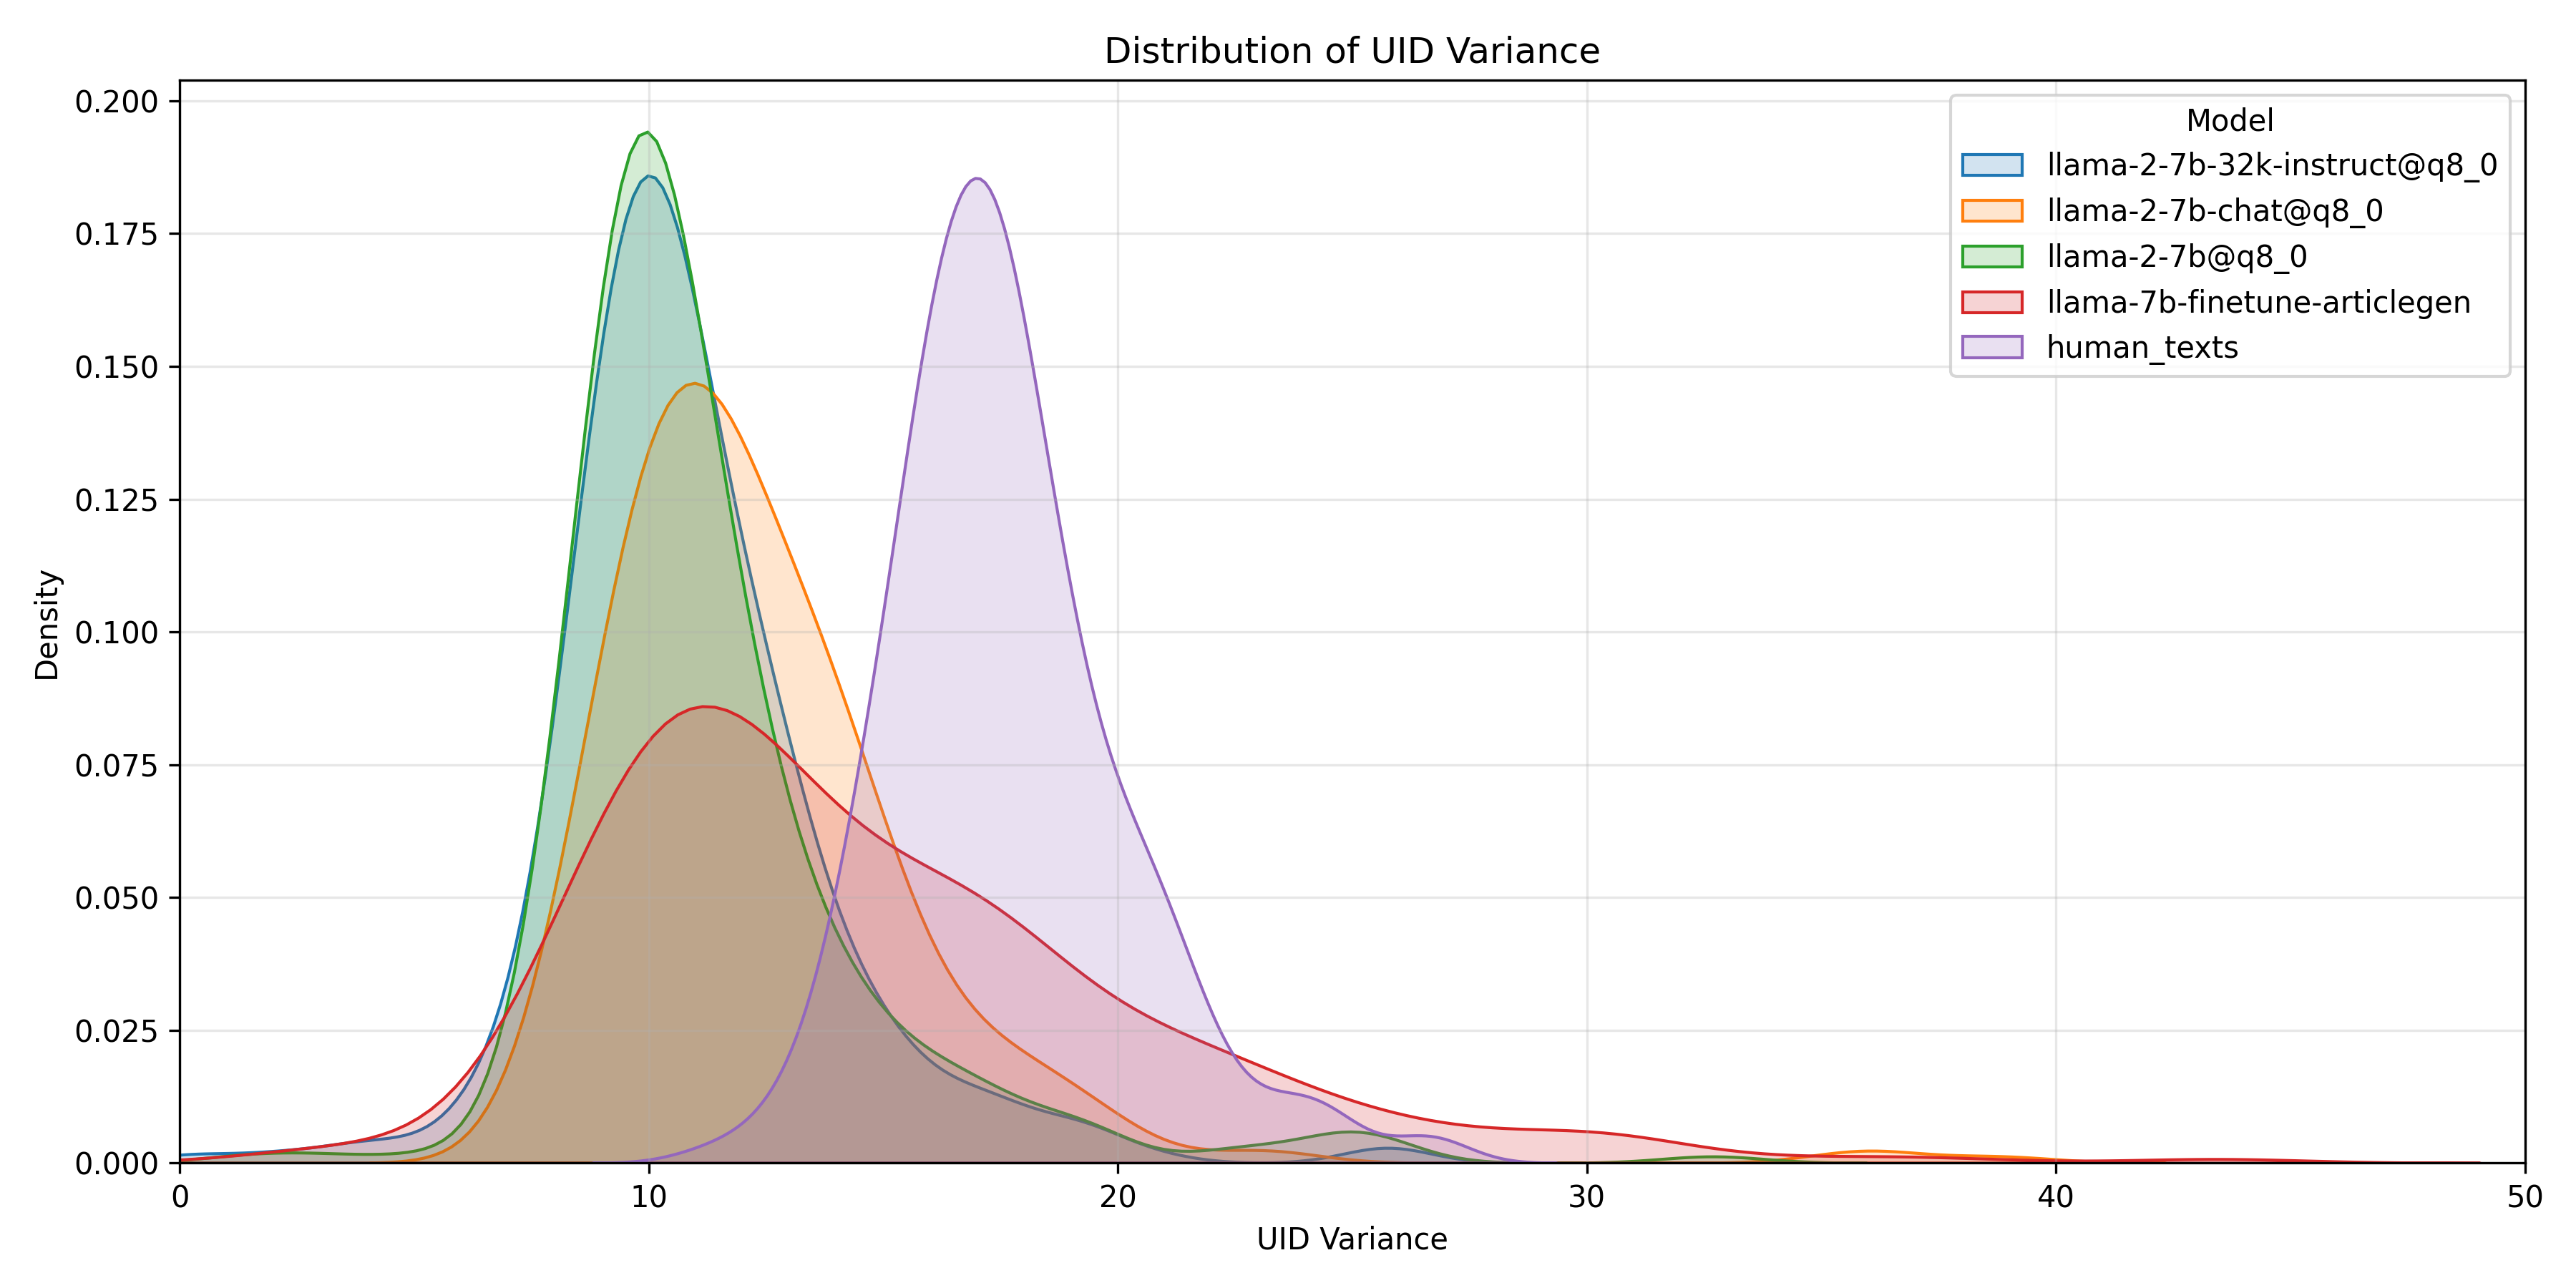 Distribution of UID Variance
0.200
0.175
0.150
0.125
0.100
0.075
0.050
0.025
0.000
Density
0 10 20 30 40 50
UID Variance
Model
llama-2-7b-32k-instruct@q8_0
llama-2-7b-chat@q8_0
llama-2-7b@q8_0
llama-7b-finetune-articlegen
human_texts